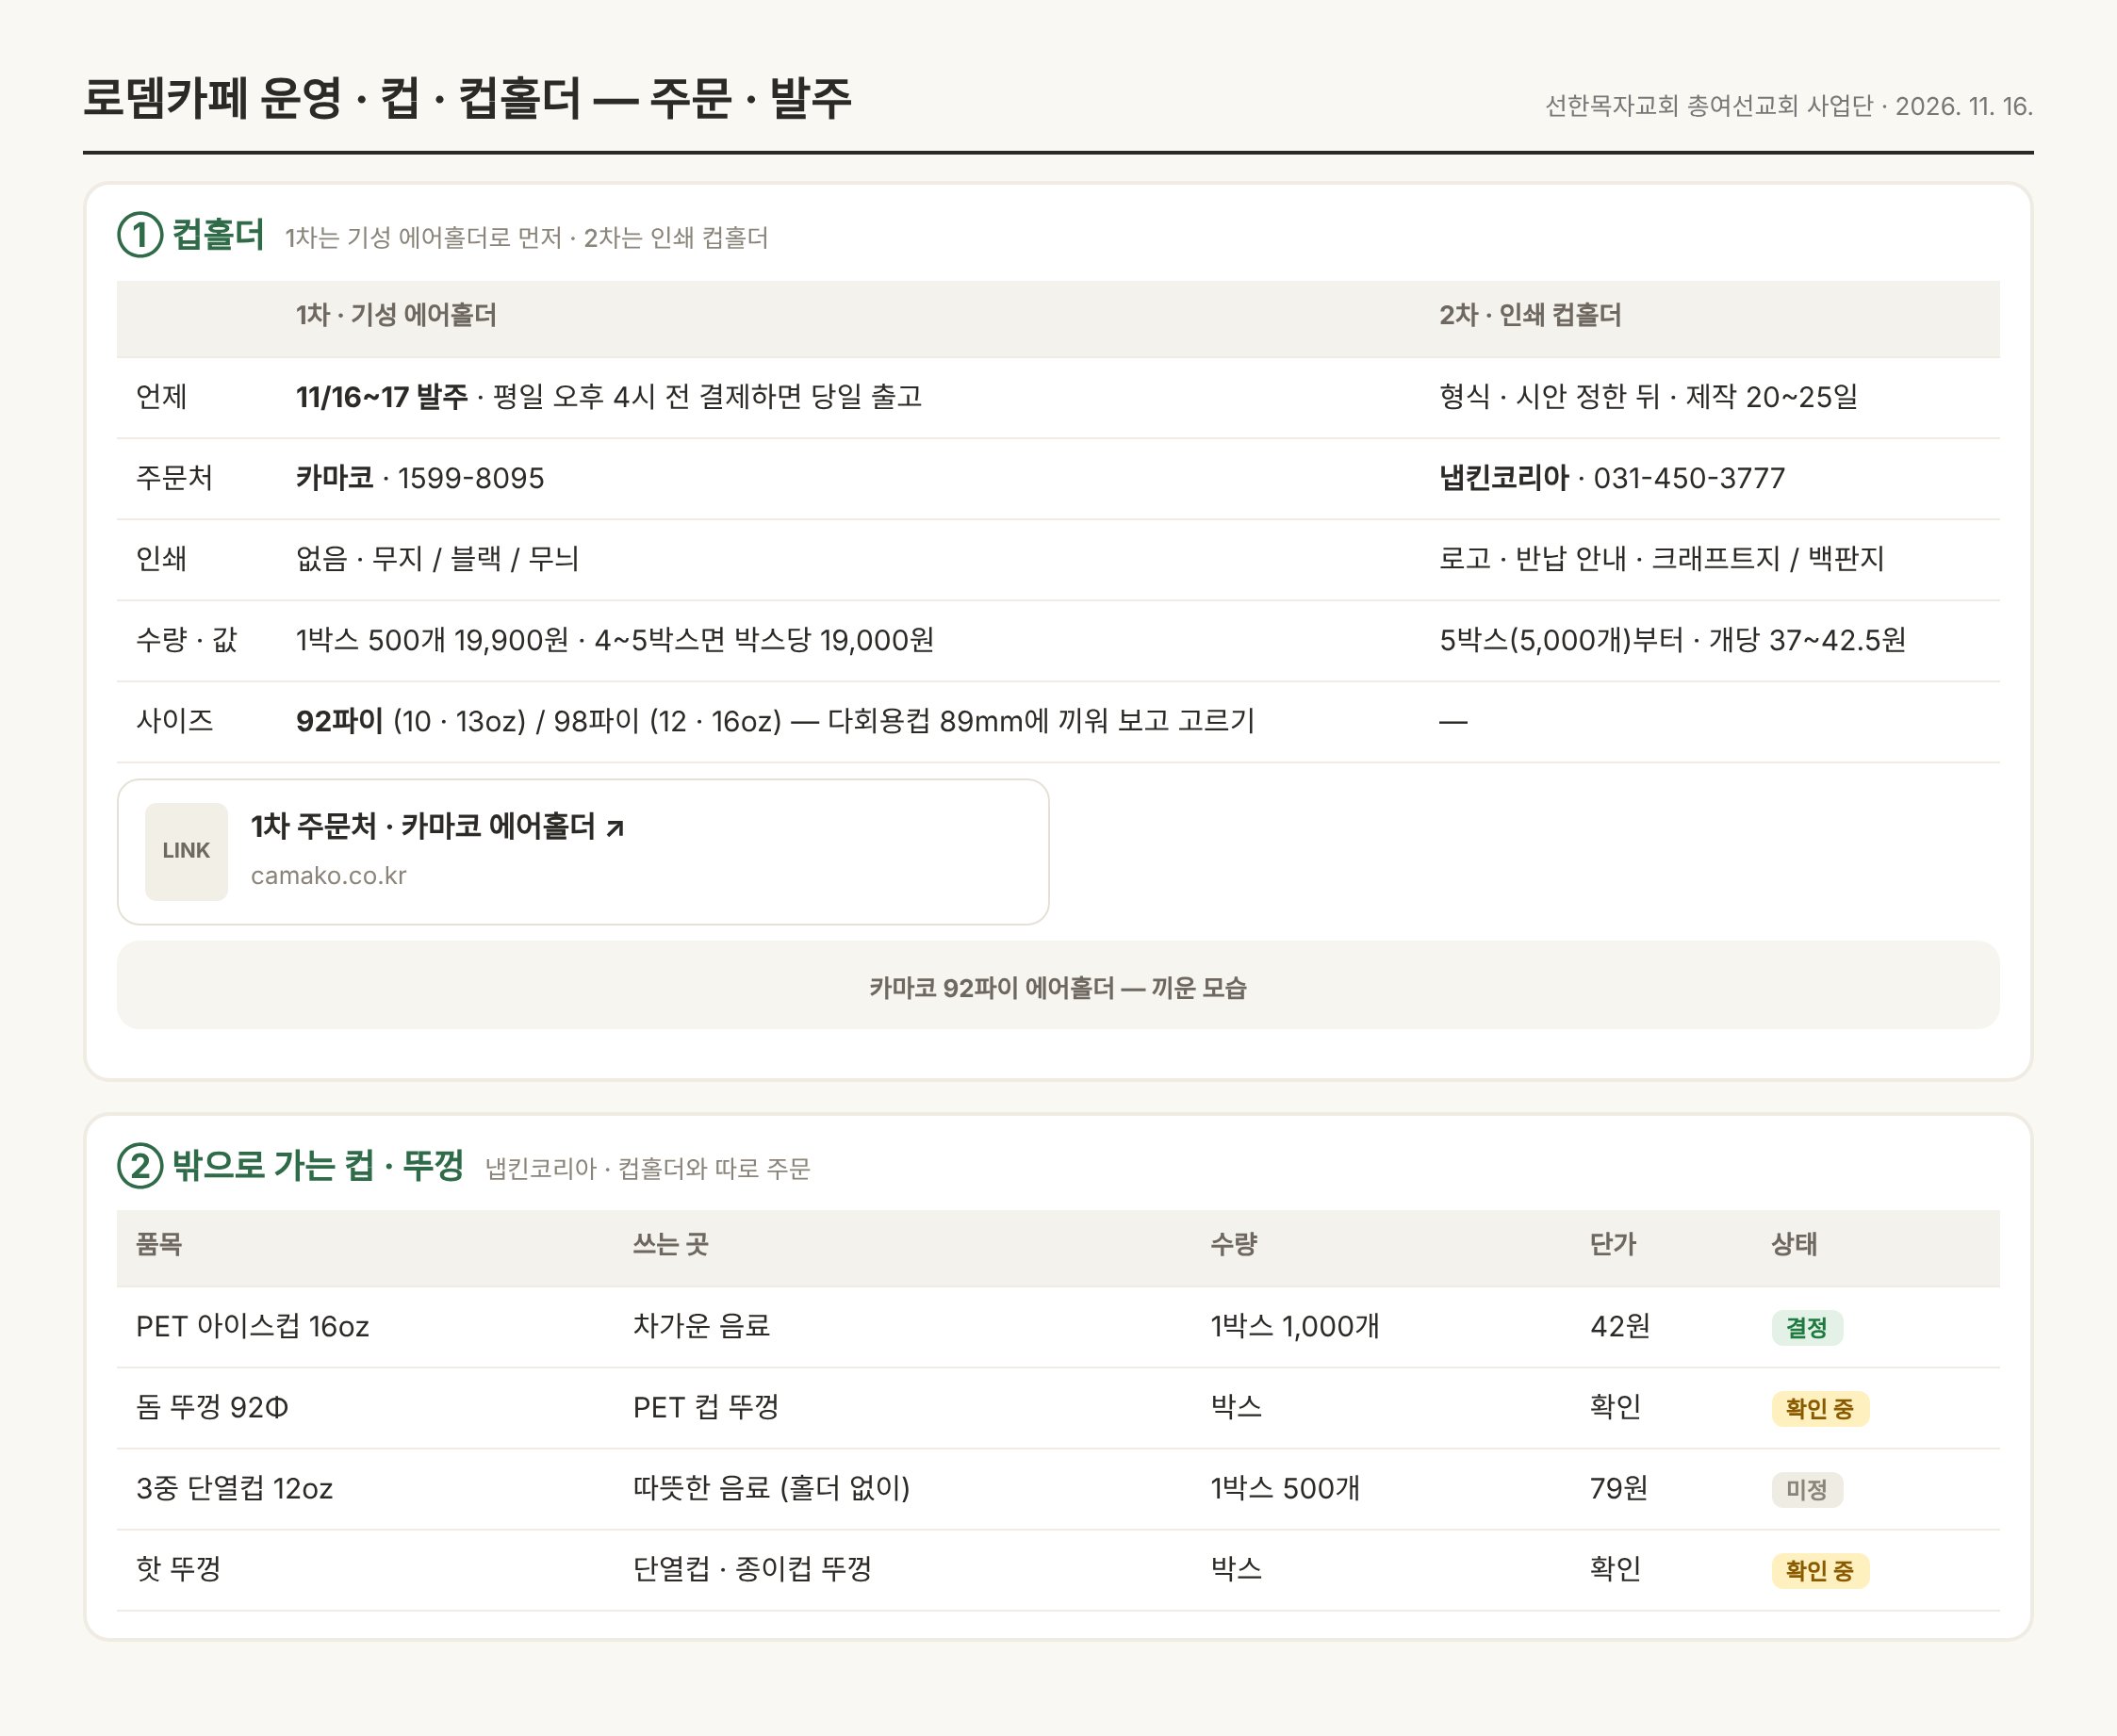 로뎀카페 운영 · 컵 · 컵홀더 — 주문 · 발주
선한목자교회 총여선교회 사업단 · 2026. 11. 16.
① 컵홀더 1차는 기성 에어홀더로 먼저 · 2차는 인쇄 컵홀더
1차 · 기성 에어홀더 2차 · 인쇄 컵홀더
언제 11/16~17 발주 · 평일 오후 4시 전 결제하면 당일 출고 형식 · 시안 정한 뒤 · 제작 20~25일
주문처 카마코 · 1599-8095 냅킨코리아 · 031-450-3777
인쇄 없음 · 무지 / 블랙 / 무늬 로고 · 반납 안내 · 크래프트지 / 백판지
수량 · 값 1박스 500개 19,900원 · 4~5박스면 박스당 19,000원 5박스(5,000개)부터 · 개당 37~42.5원
사이즈 92파이 (10 · 13oz) / 98파이 (12 · 16oz) — 다회용컵 89mm에 끼워 보고 고르기 —
LINK
1차 주문처 · 카마코 에어홀더 ↗
camako.co.kr
카마코 92파이 에어홀더 — 끼운 모습
② 밖으로 가는 컵 · 뚜껑 냅킨코리아 · 컵홀더와 따로 주문
품목 쓰는 곳 수량 단가 상태
PET 아이스컵 16oz 차가운 음료 1박스 1,000개 42원 결정
돔 뚜껑 92Φ PET 컵 뚜껑 박스 확인 확인 중
3중 단열컵 12oz 따뜻한 음료 (홀더 없이) 1박스 500개 79원 미정
핫 뚜껑 단열컵 · 종이컵 뚜껑 박스 확인 확인 중